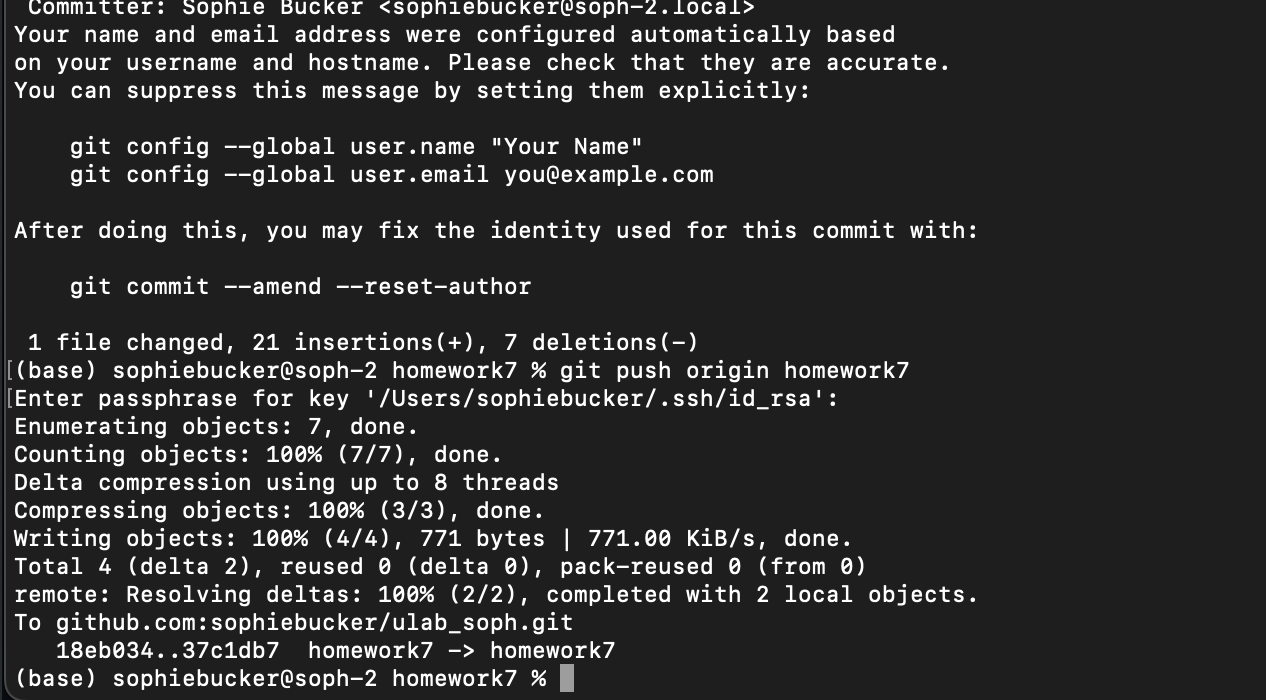 Committer: Sophie Bucker <sophiebucker@soph-2.local>
Your name and email address were configured automatically based
on your username and hostname. Please check that they are accurate.
You can suppress this message by setting them explicitly:

    git config --global user.name "Your Name"
    git config --global user.email you@example.com

After doing this, you may fix the identity used for this commit with:

    git commit --amend --reset-author

 1 file changed, 21 insertions(+), 7 deletions(-)
[(base) sophiebucker@soph-2 homework7 % git push origin homework7
[Enter passphrase for key '/Users/sophiebucker/.ssh/id_rsa':
Enumerating objects: 7, done.
Counting objects: 100% (7/7), done.
Delta compression using up to 8 threads
Compressing objects: 100% (3/3), done.
Writing objects: 100% (4/4), 771 bytes | 771.00 KiB/s, done.
Total 4 (delta 2), reused 0 (delta 0), pack-reused 0 (from 0)
remote: Resolving deltas: 100% (2/2), completed with 2 local objects.
To github.com:sophiebucker/ulab_soph.git
   18eb034..37c1db7  homework7 -> homework7
(base) sophiebucker@soph-2 homework7 %